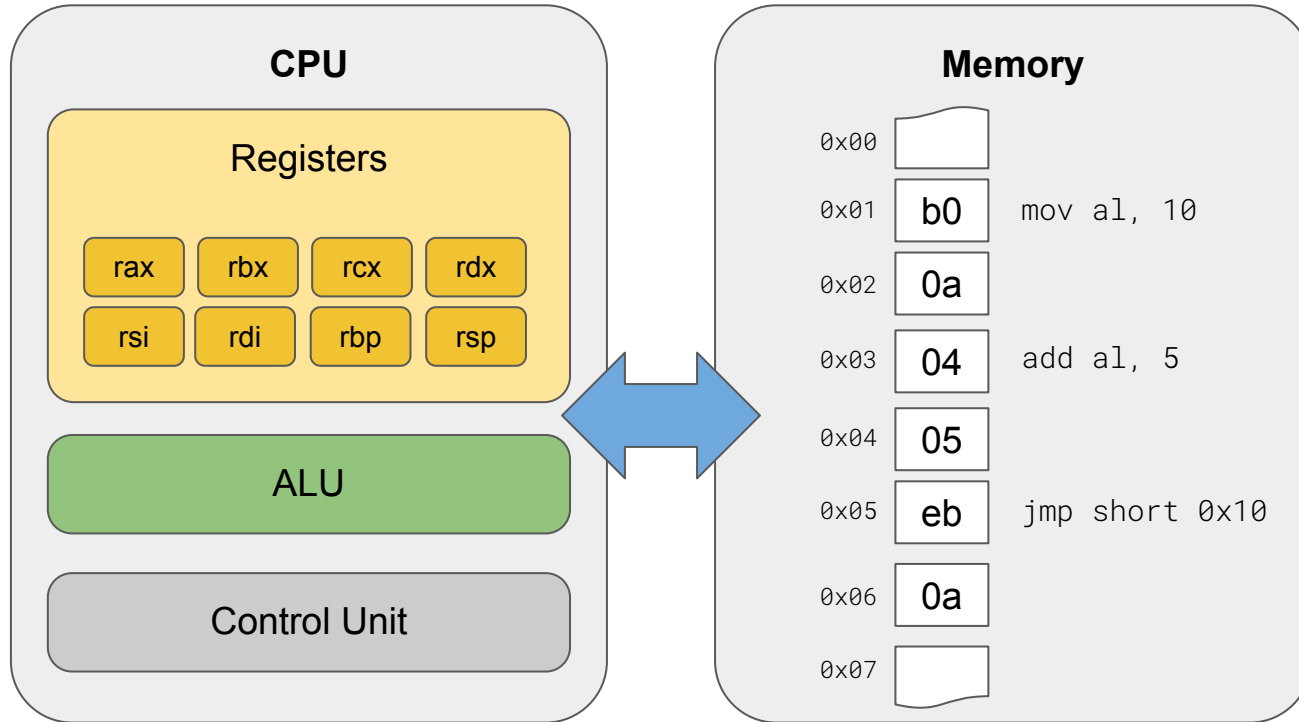 CPU
Registers
rax rbx rcx rdx
rsi rdi rbp rsp
ALU
Control Unit
Memory
0x00
0x01 b0 mov al, 10
0x02 0a
0x03 04 add al, 5
0x04 05
0x05 eb jmp short 0x10
0x06 0a
0x07